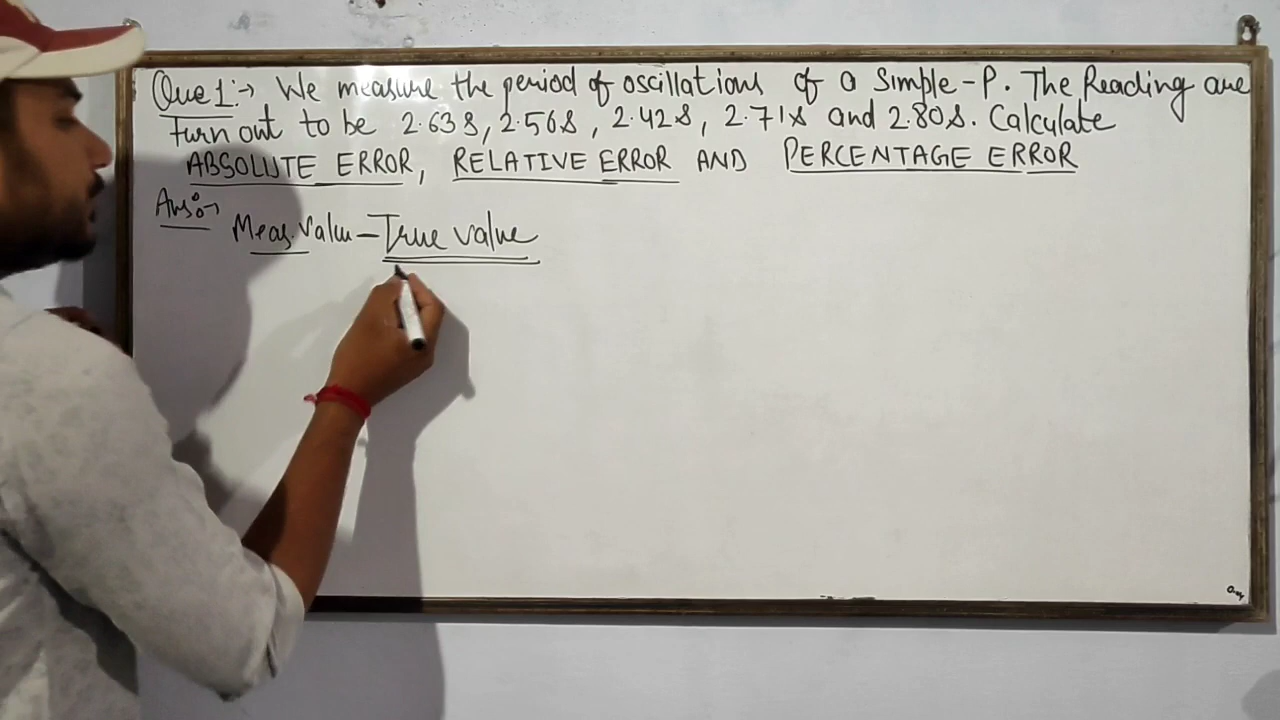 Que 1:→ We measure the period of oscillations of a Simple-P. The Reading are
turn out to be 2.63 s, 2.56s, 2.42s, 2.71s and 2.80s. Calculate
ABSOLUTE ERROR, RELATIVE ERROR AND PERCENTAGE ERROR
Ans:→
Meas. Value - True value